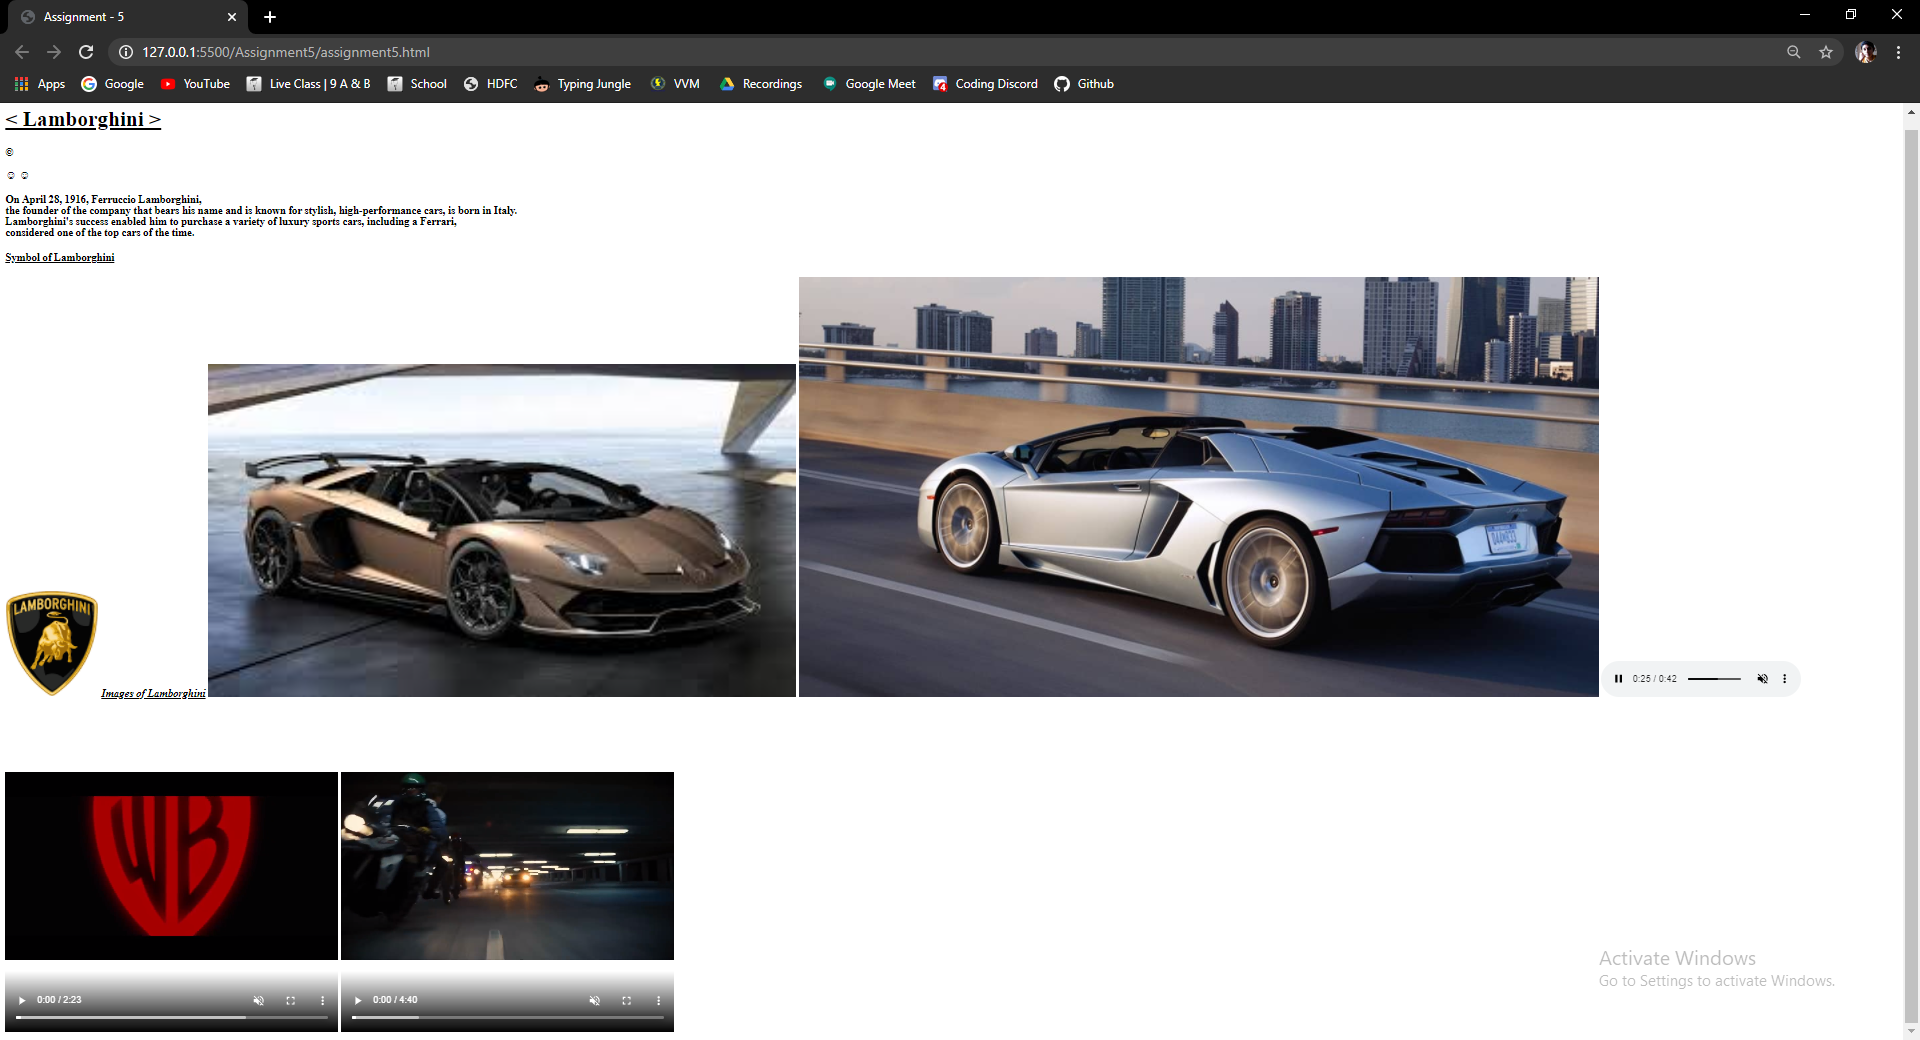 Assignment - 5
127.0.0.1:5500/Assignment5/assignment5.html
Apps Google YouTube Live Class | 9 A & B School HDFC Typing Jungle VVM Recordings Google Meet Coding Discord Github
< Lamborghini >
©
☺ ☺
On April 28, 1916, Ferruccio Lamborghini,
the founder of the company that bears his name and is known for stylish, high-performance cars, is born in Italy.
Lamborghini's success enabled him to purchase a variety of luxury sports cars, including a Ferrari,
considered one of the top cars of the time.
Symbol of Lamborghini
LAMBORGHINI
Images of Lamborghini
0:25 / 0:42
WB
0:00 / 2:23
0:00 / 4:40
Activate Windows
Go to Settings to activate Windows.